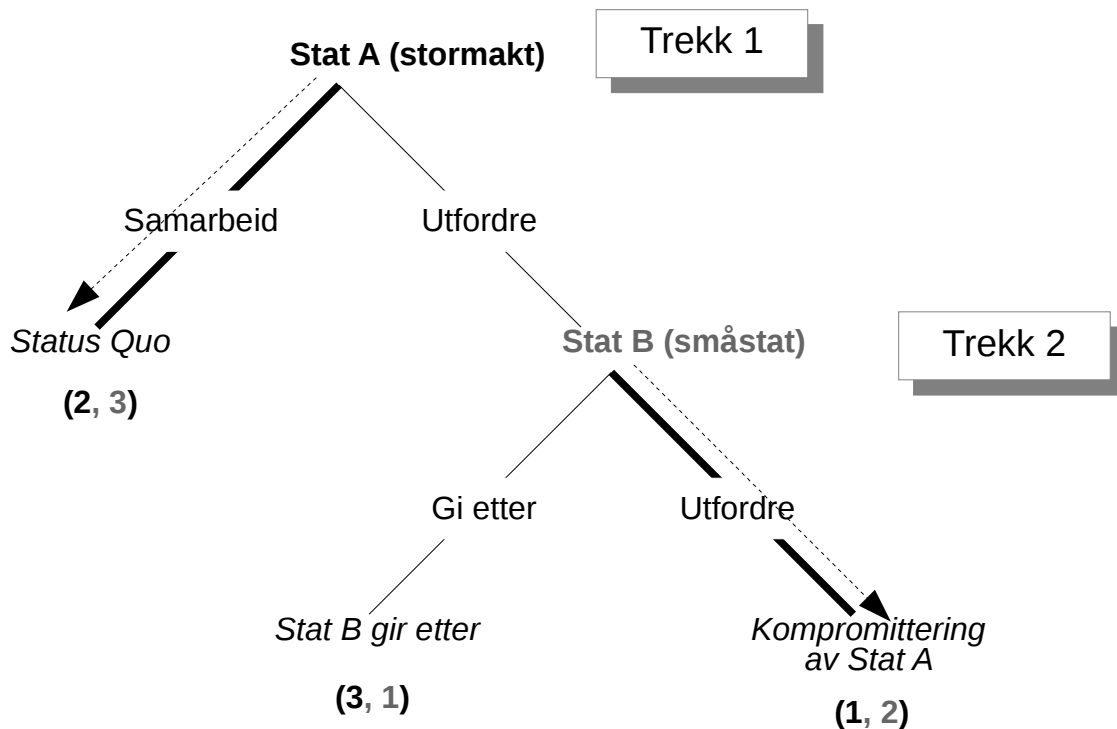 Stat A (stormakt)
Trekk 1
Samarbeid
Utfordre
Status Quo
Stat B (småstat)
Trekk 2
(2, 3)
Gi etter
Utfordre
Stat B gir etter
Kompromittering
av Stat A
(3, 1)
(1, 2)